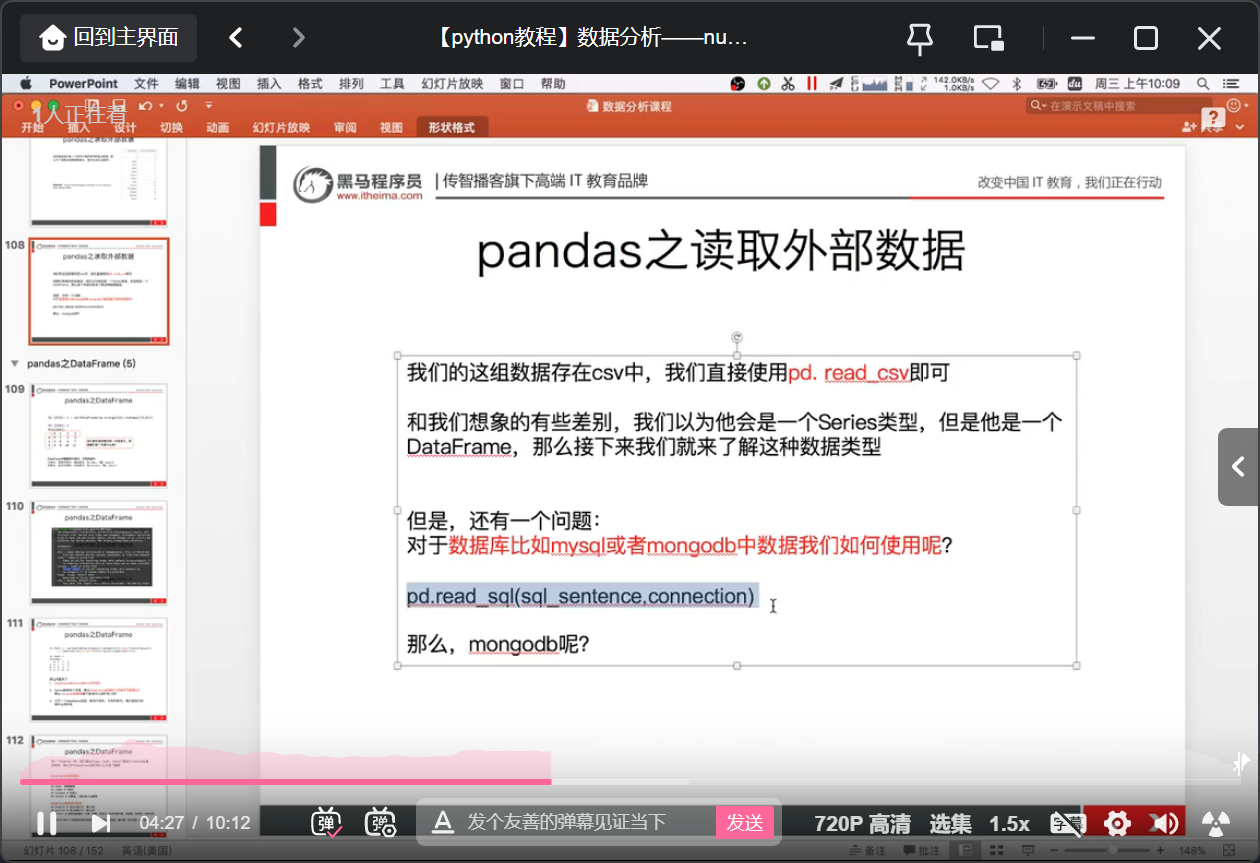 回到主界面
【python教程】数据分析——nu…
PowerPoint 文件 编辑 视图 插入 格式 排列 工具 幻灯片放映 窗口 帮助
142.0KB/s
1.0KB/s
周三 上午10:09
1人正在看
数据分析课程
在演示文稿中搜索
开始 插入 设计 切换 动画 幻灯片放映 审阅 视图 形状格式
共享
黑马程序员
www.itheima.com
传智播客旗下高端 IT 教育品牌
改变中国 IT 教育，我们正在行动
pandas之读取外部数据
我们的这组数据存在csv中，我们直接使用pd. read_csv即可
和我们想象的有些差别，我们以为他会是一个Series类型，但是他是一个
DataFrame，那么接下来我们就来了解这种数据类型
但是，还有一个问题：
对于数据库比如mysql或者mongodb中数据我们如何使用呢?
pd.read_sql(sql_sentence,connection)
那么，mongodb呢?
pandas之读取外部数据
108
pandas之读取外部数据
pandas之DataFrame (5)
109
pandas之DataFrame
110
pandas之DataFrame
111
pandas之DataFrame
112
pandas之DataFrame
04:27 / 10:12
弹
弹
发个友善的弹幕见证当下
发送
720P 高清
选集
1.5x
字幕
幻灯片 108 / 152 英语(美国)
备注
批注
148%